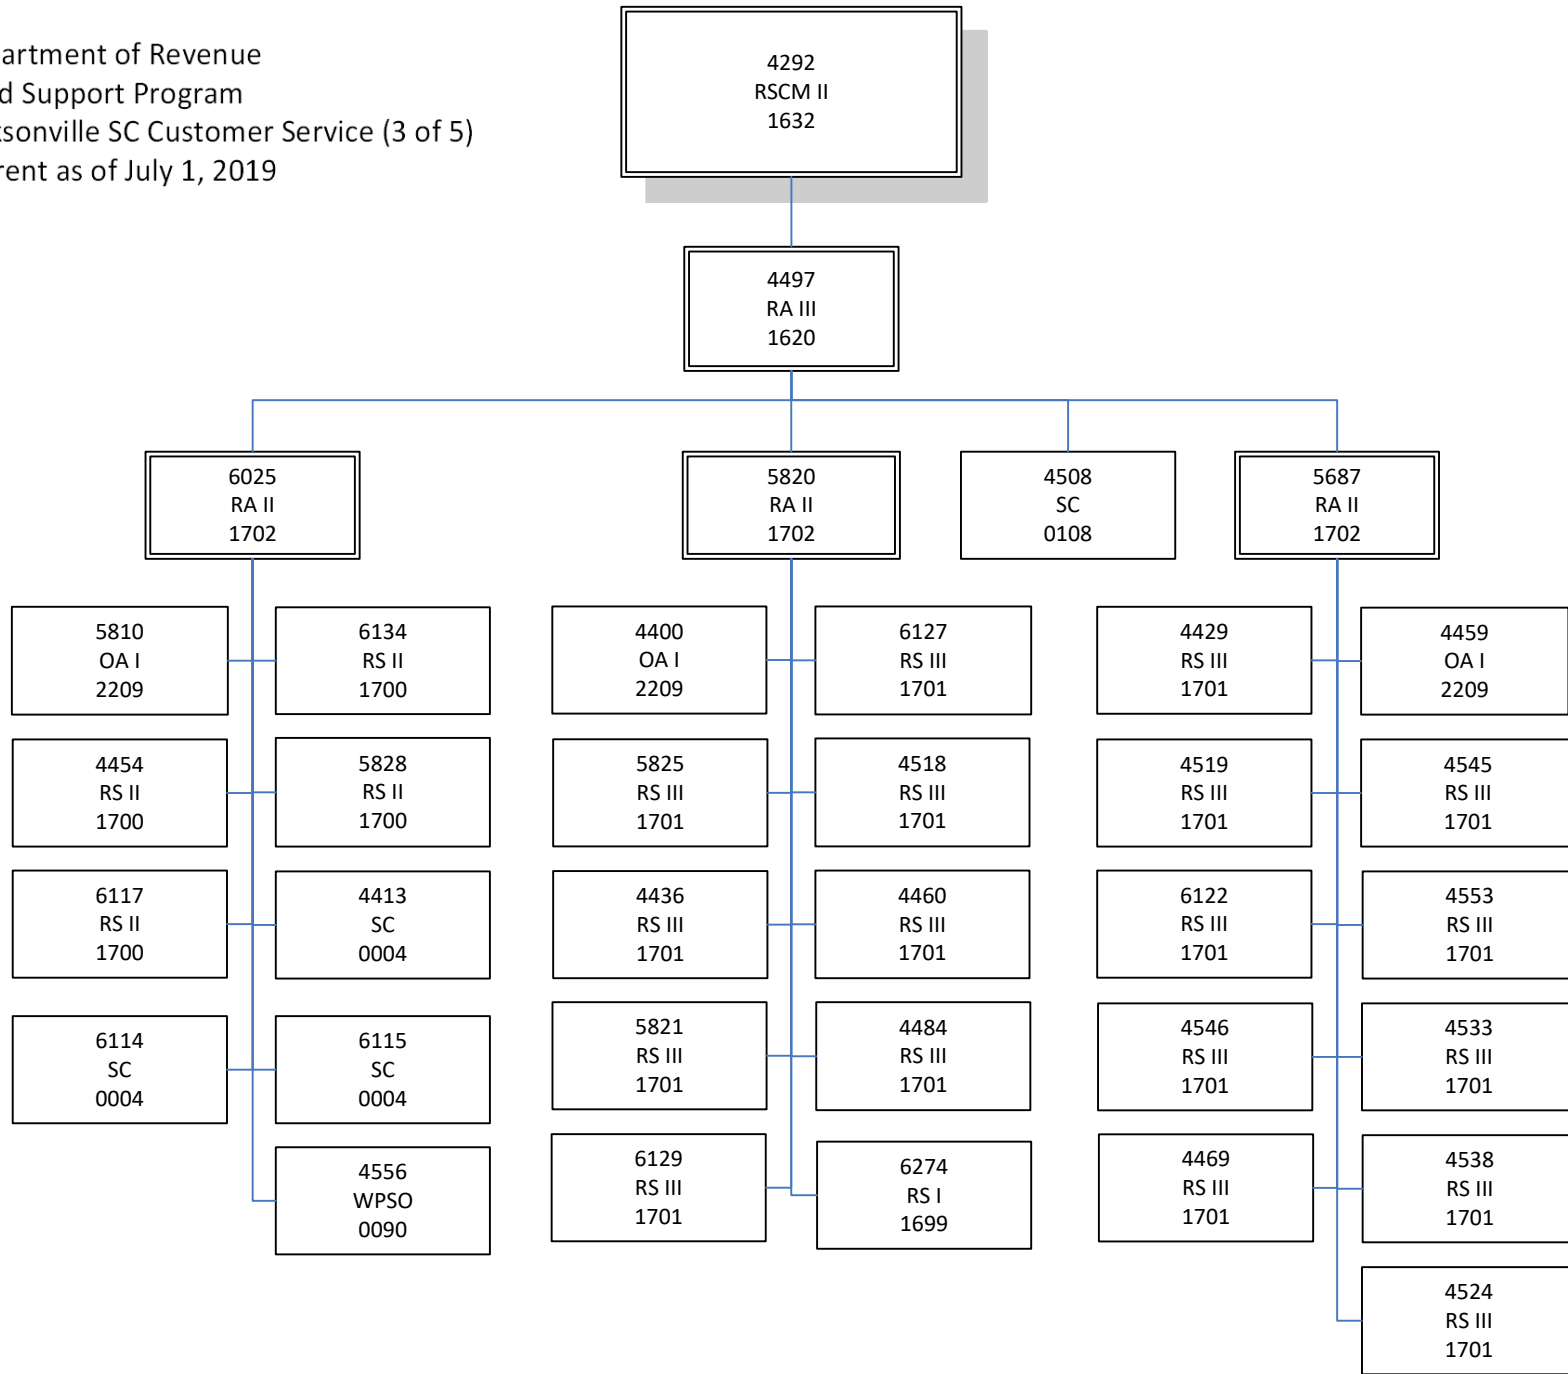 artment of Revenue
d Support Program
ksonville SC Customer Service (3 of 5)
rent as of July 1, 2019
4292
RSCM II
1632
4497
RA III
1620
6025
RA II
1702
5820
RA II
1702
4508
SC
0108
5687
RA II
1702
5810
OA I
2209
6134
RS II
1700
4400
OA I
2209
6127
RS III
1701
4429
RS III
1701
4459
OA I
2209
4454
RS II
1700
5828
RS II
1700
5825
RS III
1701
4518
RS III
1701
4519
RS III
1701
4545
RS III
1701
6117
RS II
1700
4413
SC
0004
4436
RS III
1701
4460
RS III
1701
6122
RS III
1701
4553
RS III
1701
6114
SC
0004
6115
SC
0004
5821
RS III
1701
4484
RS III
1701
4546
RS III
1701
4533
RS III
1701
4556
WPSO
0090
6129
RS III
1701
6274
RS I
1699
4469
RS III
1701
4538
RS III
1701
4524
RS III
1701